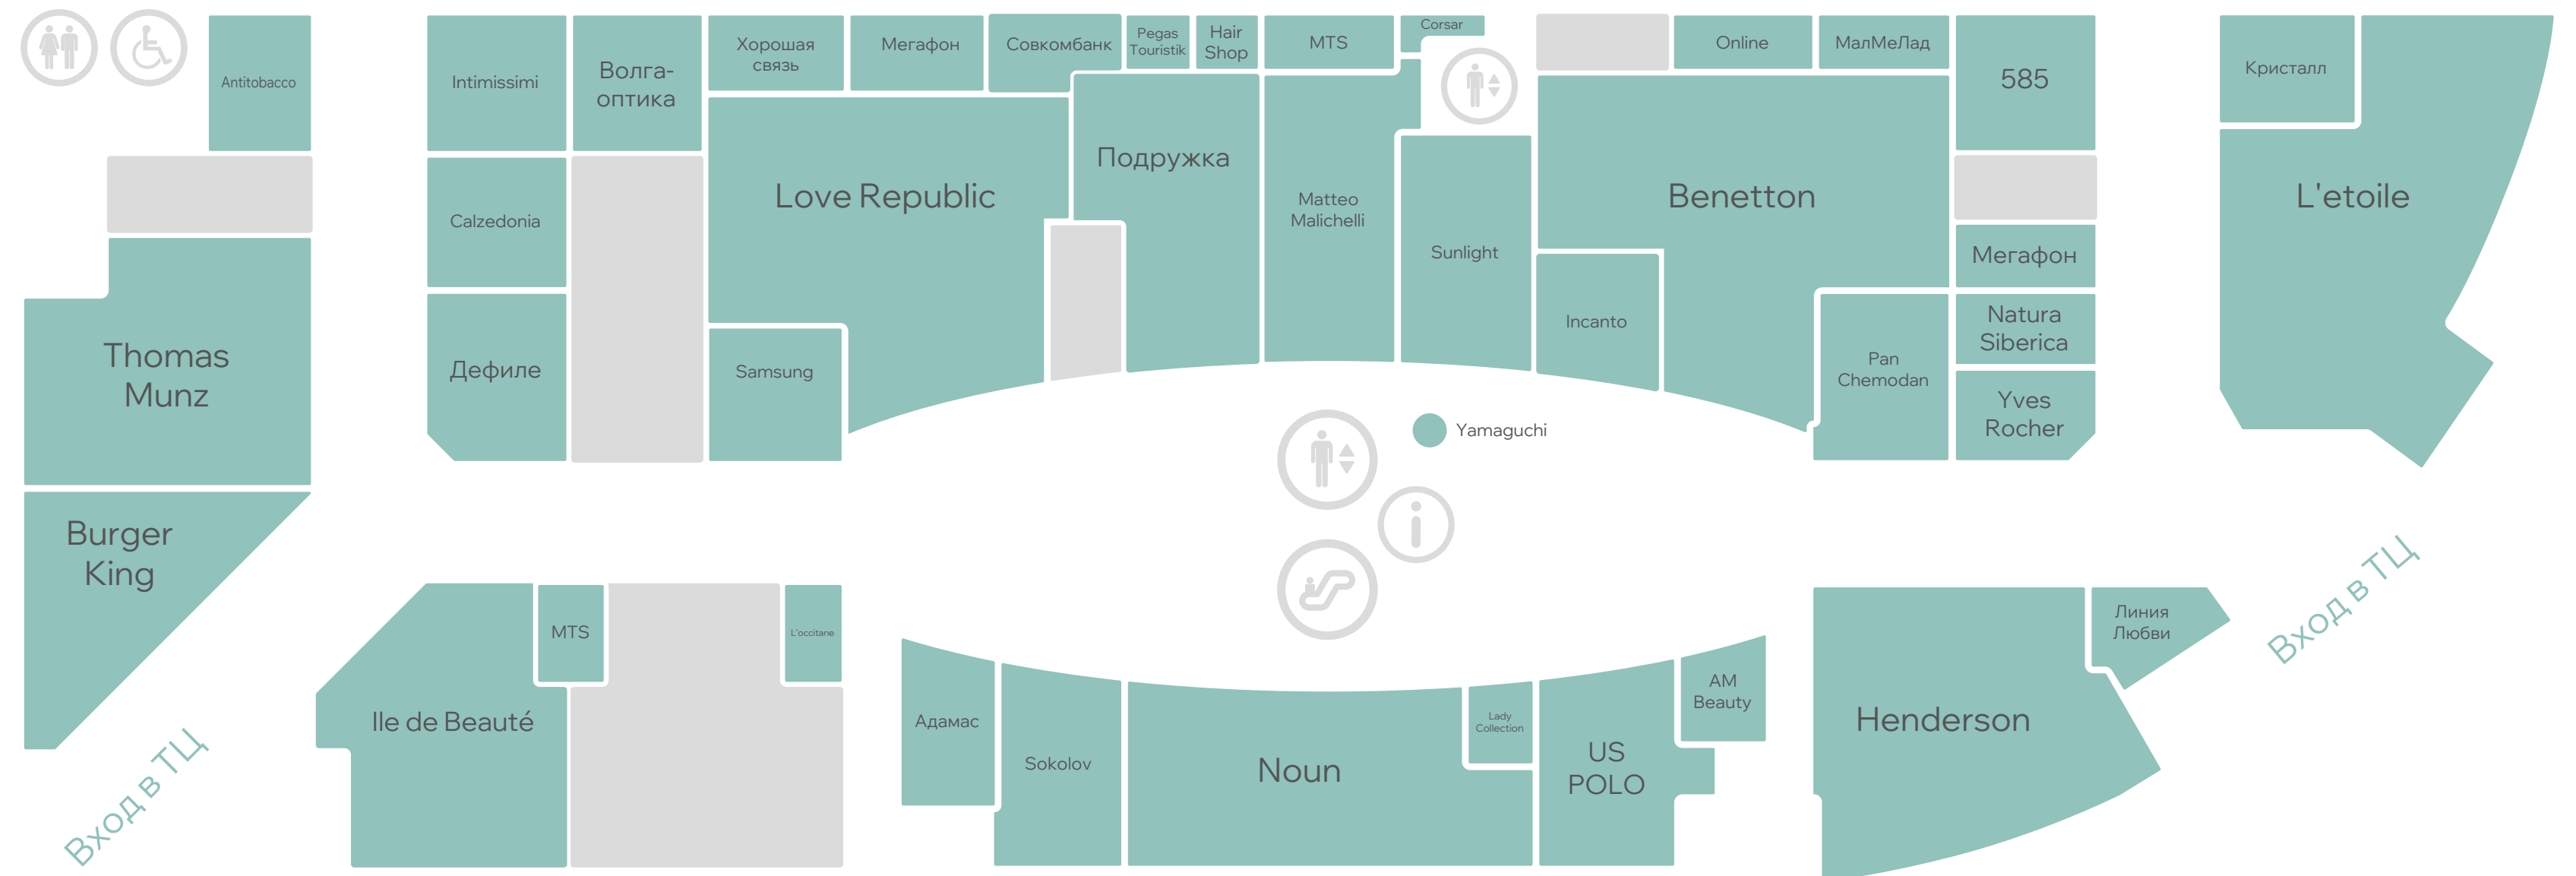 Antitobacco
Intimissimi
Волга-
оптика
Хорошая
связь
Мегафон
Совкомбанк
Pegas
Touristik
Hair
Shop
MTS
Corsar
Online
МалМеЛад
585
Кристалл
Calzedonia
Love Republic
Подружка
Matteo
Malichelli
Sunlight
Benetton
Мегафон
L'etoile
Thomas
Munz
Дефиле
Samsung
Incanto
Pan
Chemodan
Natura
Siberica
Yves
Rocher
Yamaguchi
Burger
King
MTS
L'occitane
Ile de Beauté
Адамас
Sokolov
Noun
Lady
Collection
US
POLO
AM
Beauty
Henderson
Линия
Любви
Вход в ТЦ
Вход в ТЦ